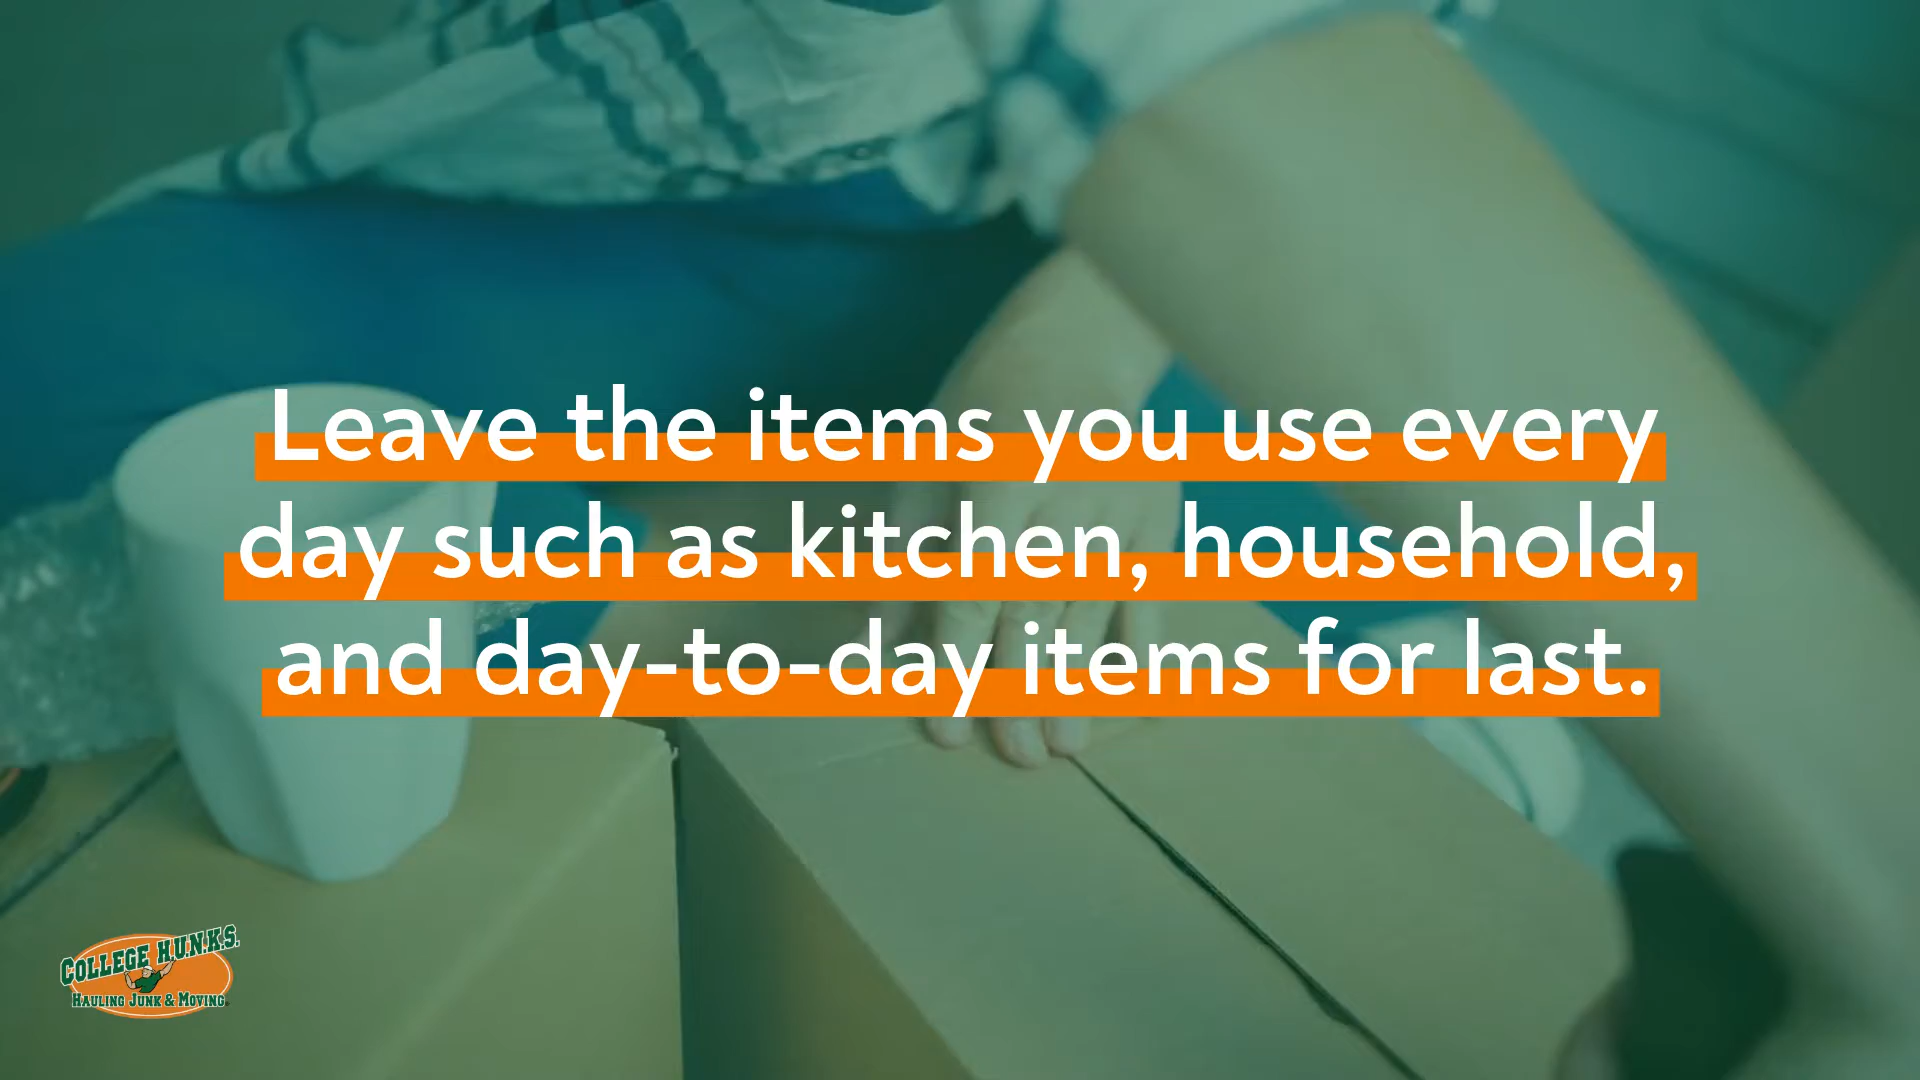 Leave the items you use every
day such as kitchen, household,
and day-to-day items for last.
COLLEGE H.U.N.K.S.
HAULING JUNK & MOVING